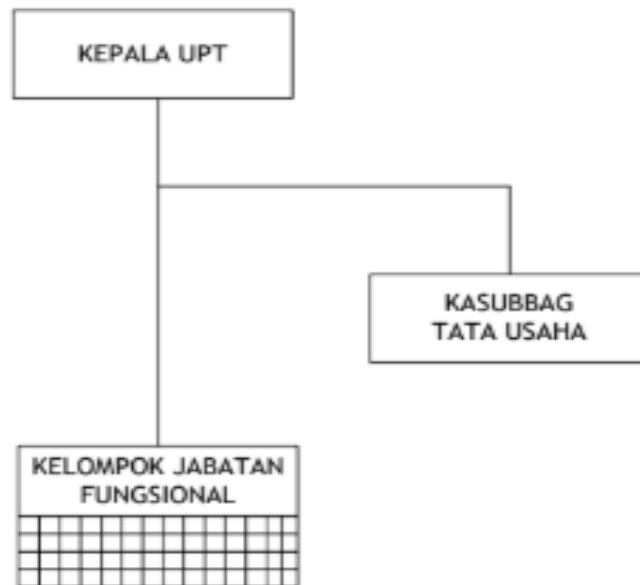 KEPALA UPT
KASUBBAG
TATA USAHA
KELOMPOK JABATAN
FUNGSIONAL